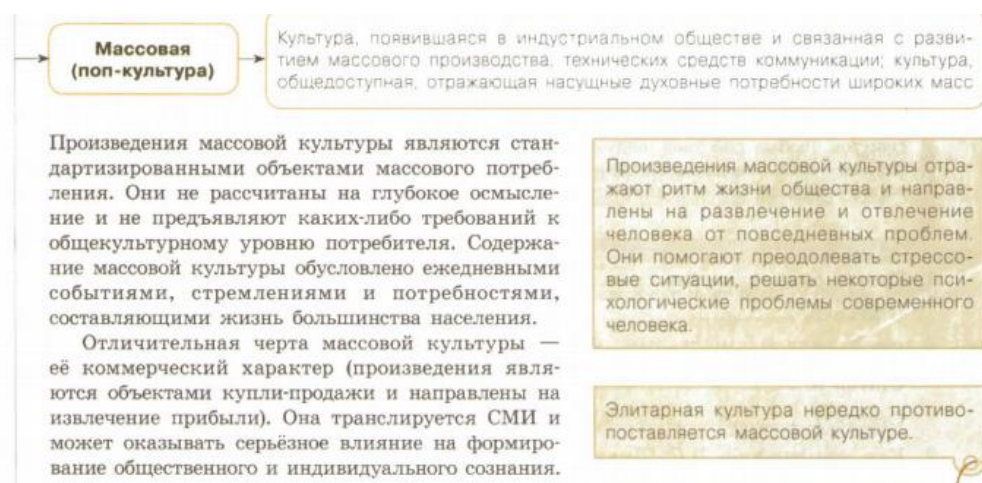 Массовая
(поп-культура)
Культура, появившаяся в индустриальном обществе и связанная с разви-
тием массового производства, технических средств коммуникации; культура,
общедоступная, отражающая насущные духовные потребности широких масс
Произведения массовой культуры являются стан-
дартизированными объектами массового потреб-
ления. Они не рассчитаны на глубокое осмысле-
ние и не предъявляют каких-либо требований к
общекультурному уровню потребителя. Содержа-
ние массовой культуры обусловлено ежедневными
событиями, стремлениями и потребностями,
составляющими жизнь большинства населения.
Отличительная черта массовой культуры —
её коммерческий характер (произведения явля-
ются объектами купли-продажи и направлены на
извлечение прибыли). Она транслируется СМИ и
может оказывать серьёзное влияние на формиро-
вание общественного и индивидуального сознания.
Произведения массовой культуры отра-
жают ритм жизни общества и направ-
лены на развлечение и отвлечение
человека от повседневных проблем.
Они помогают преодолевать стрессо-
вые ситуации, решать некоторые пси-
хологические проблемы современного
человека.
Элитарная культура нередко противо-
поставляется массовой культуре.